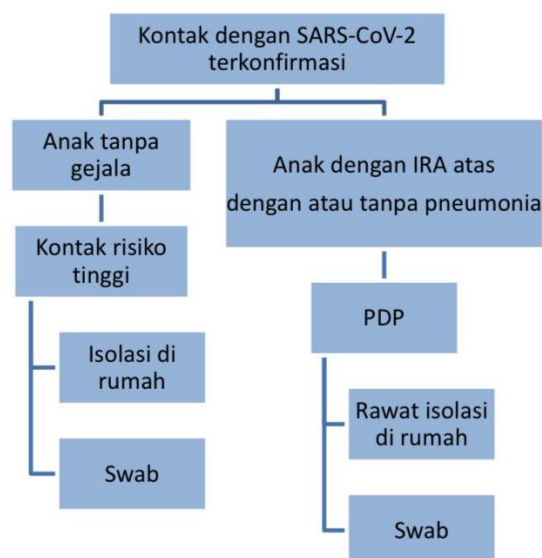 Kontak dengan SARS-CoV-2
terkonfirmasi
Anak tanpa
gejala
Kontak risiko
tinggi
Isolasi di
rumah
Swab
Anak dengan IRA atas
dengan atau tanpa pneumonia
PDP
Rawat isolasi
di rumah
Swab